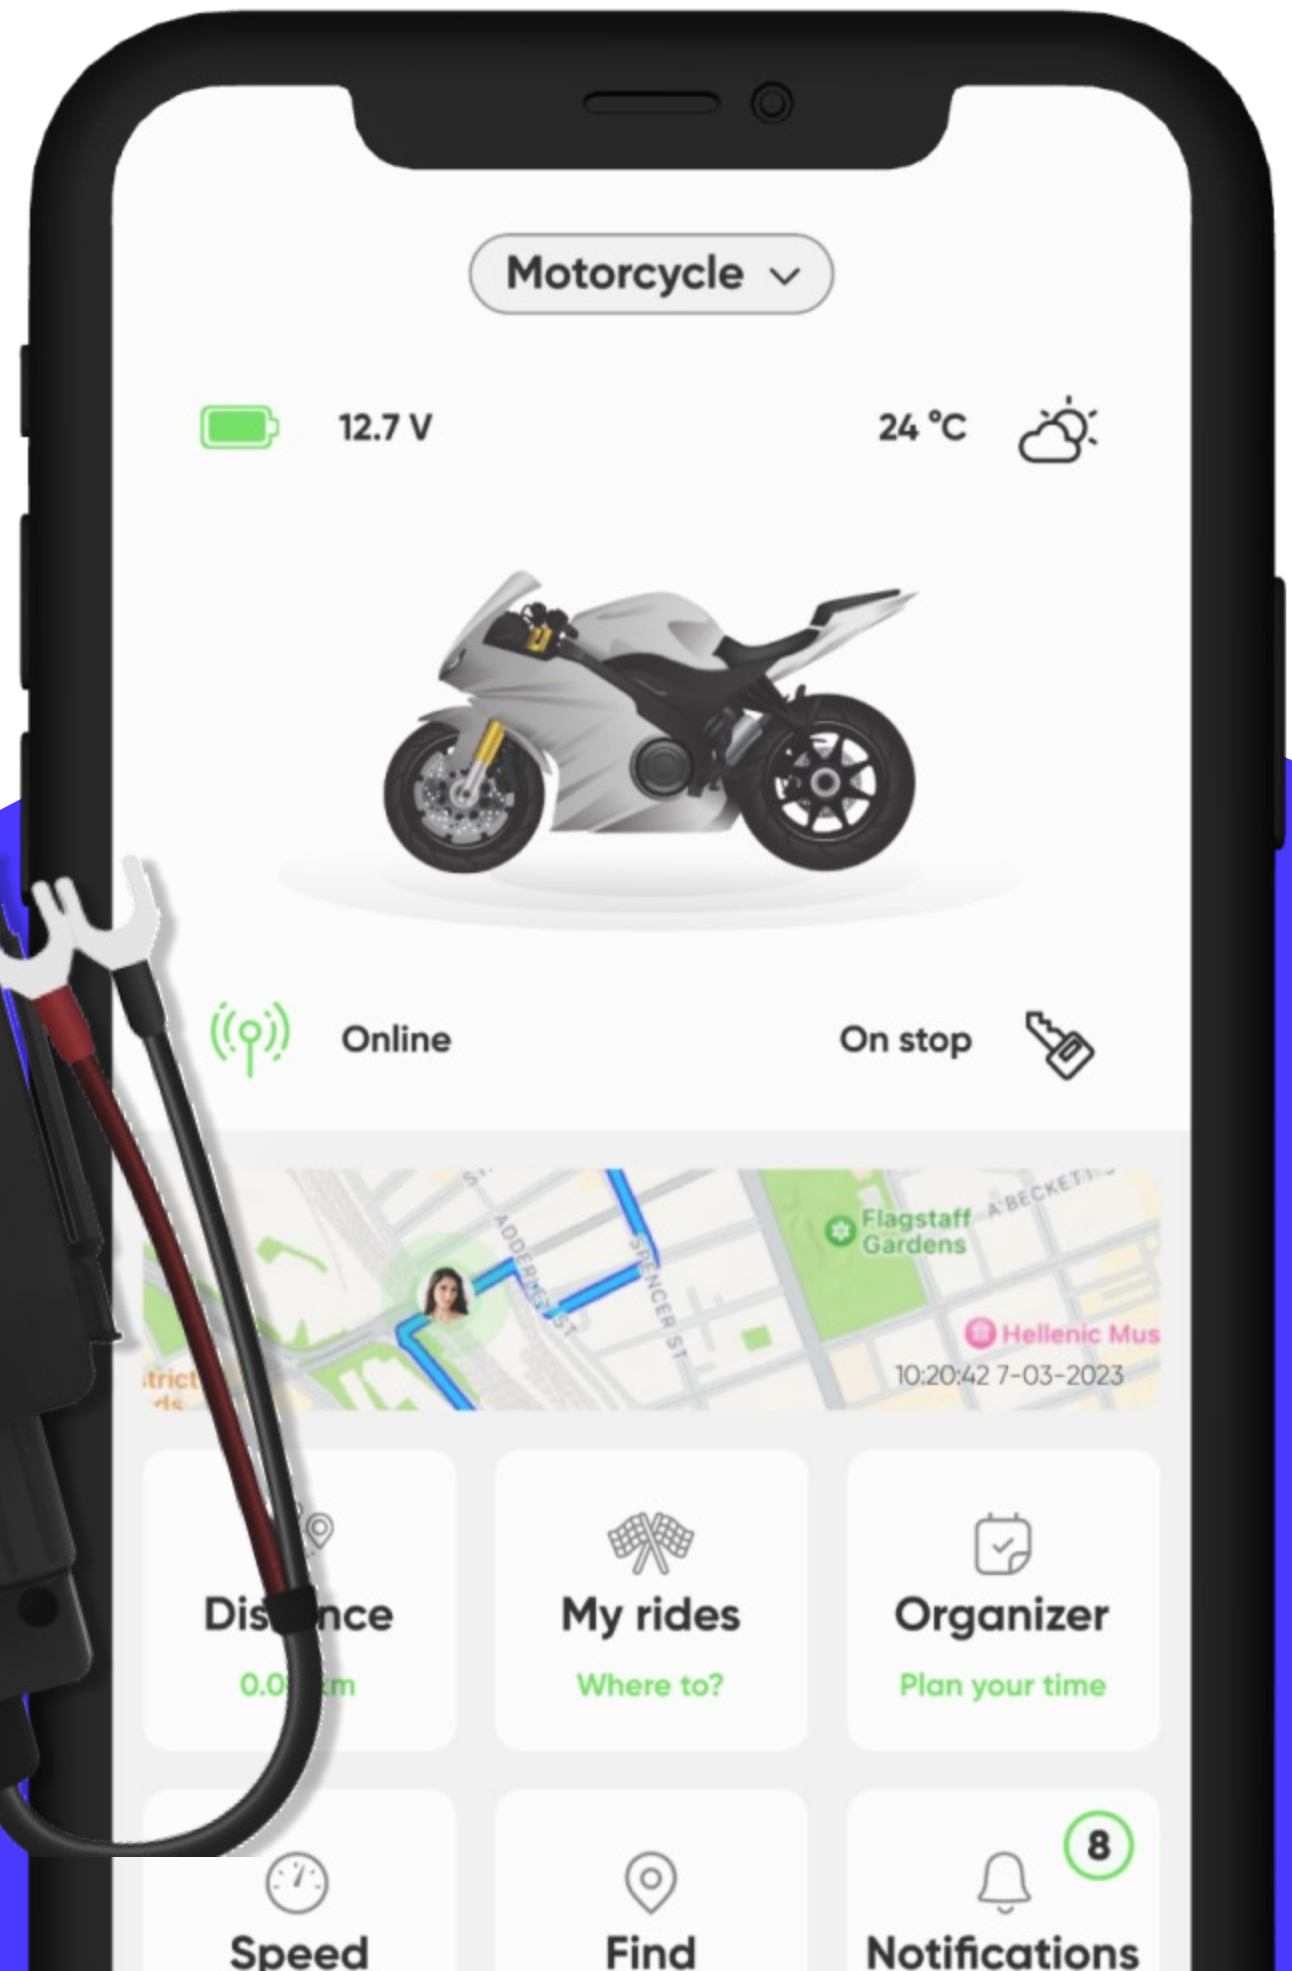 Motorcycle
12.7 V
24 °C
Online
On stop
Flagstaff
Gardens
A'BECKETT
ADDERLEY ST
SPENCER ST
Hellenic Mus
10:20:42 7-03-2023
My rides
Organizer
Where to?
Plan your time
8
Speed
Find
Notifications